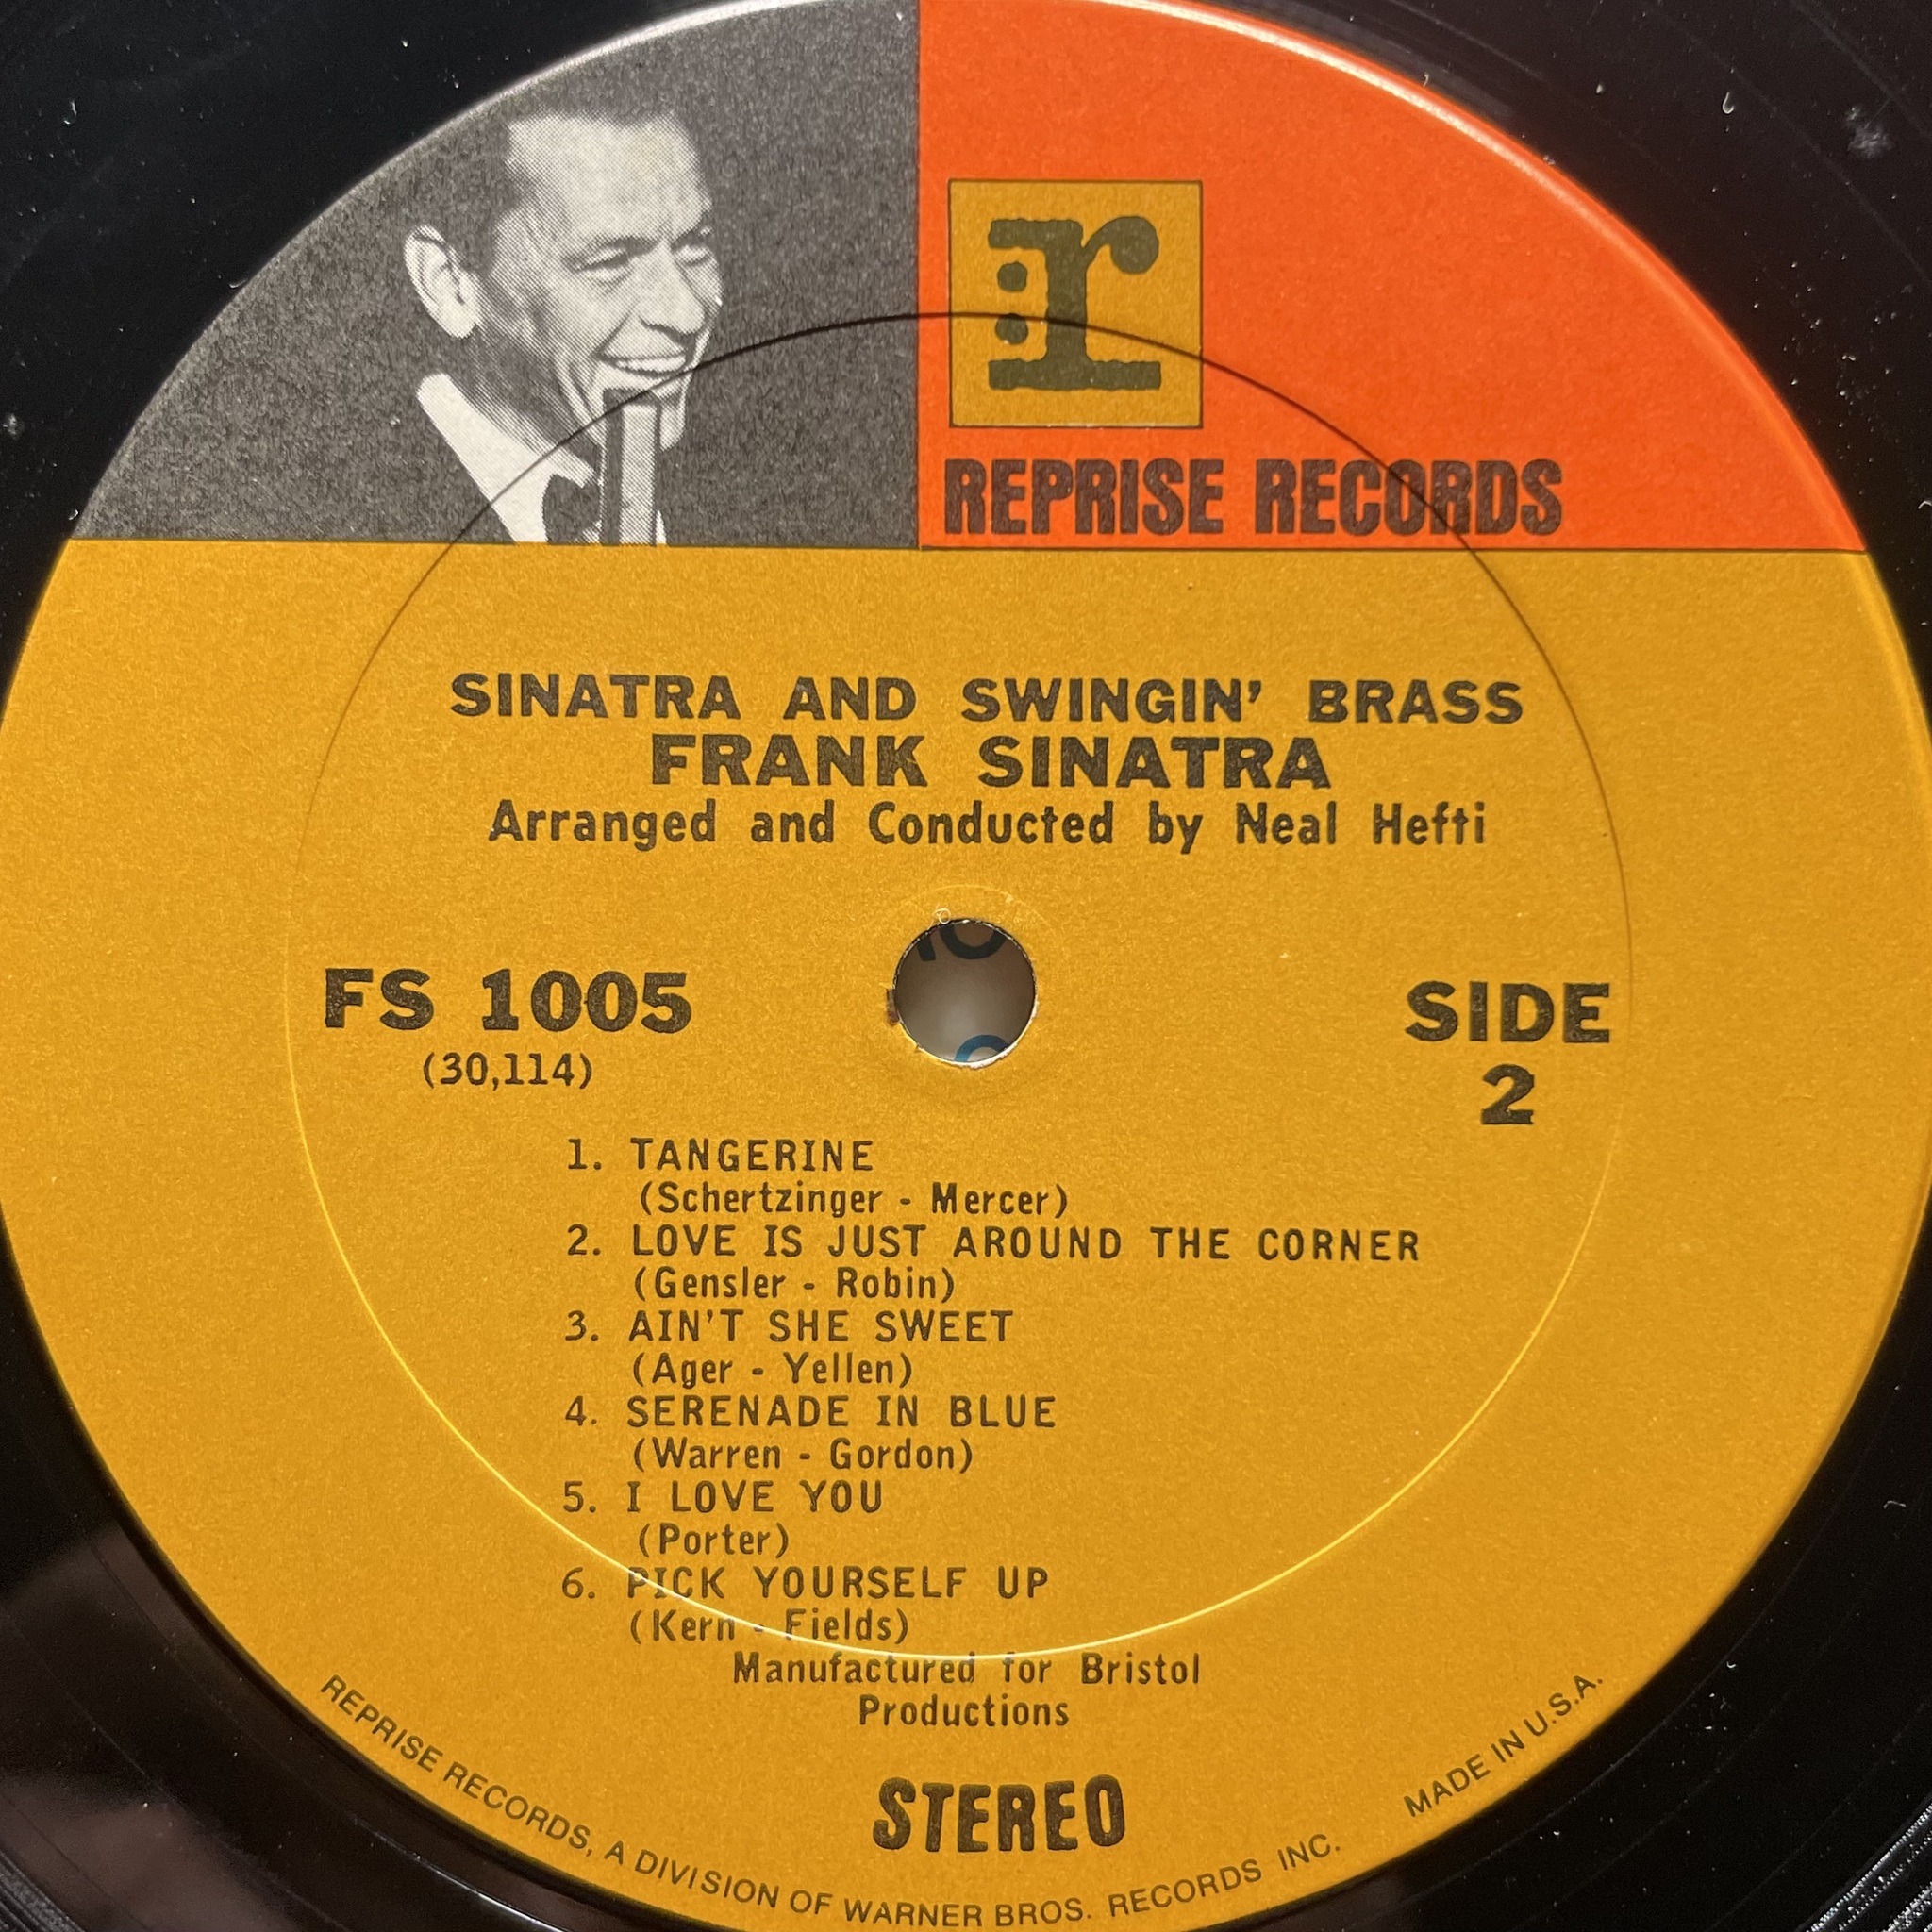 r:
REPRISE RECORDS
SINATRA AND SWINGIN' BRASS
FRANK SINATRA
Arranged and Conducted by Neal Hefti
FS 1005
(30,114)
SIDE
2
1. TANGERINE
(Schertzinger - Mercer)
2. LOVE IS JUST AROUND THE CORNER
(Gensler - Robin)
3. AIN'T SHE SWEET
(Ager - Yellen)
4. SERENADE IN BLUE
(Warren - Gordon)
5. I LOVE YOU
(Porter)
6. PICK YOURSELF UP
(Kern - Fields)
Manufactured for Bristol
Productions
STEREO
REPRISE RECORDS, A DIVISION OF WARNER BROS. RECORDS INC.
MADE IN U.S.A.